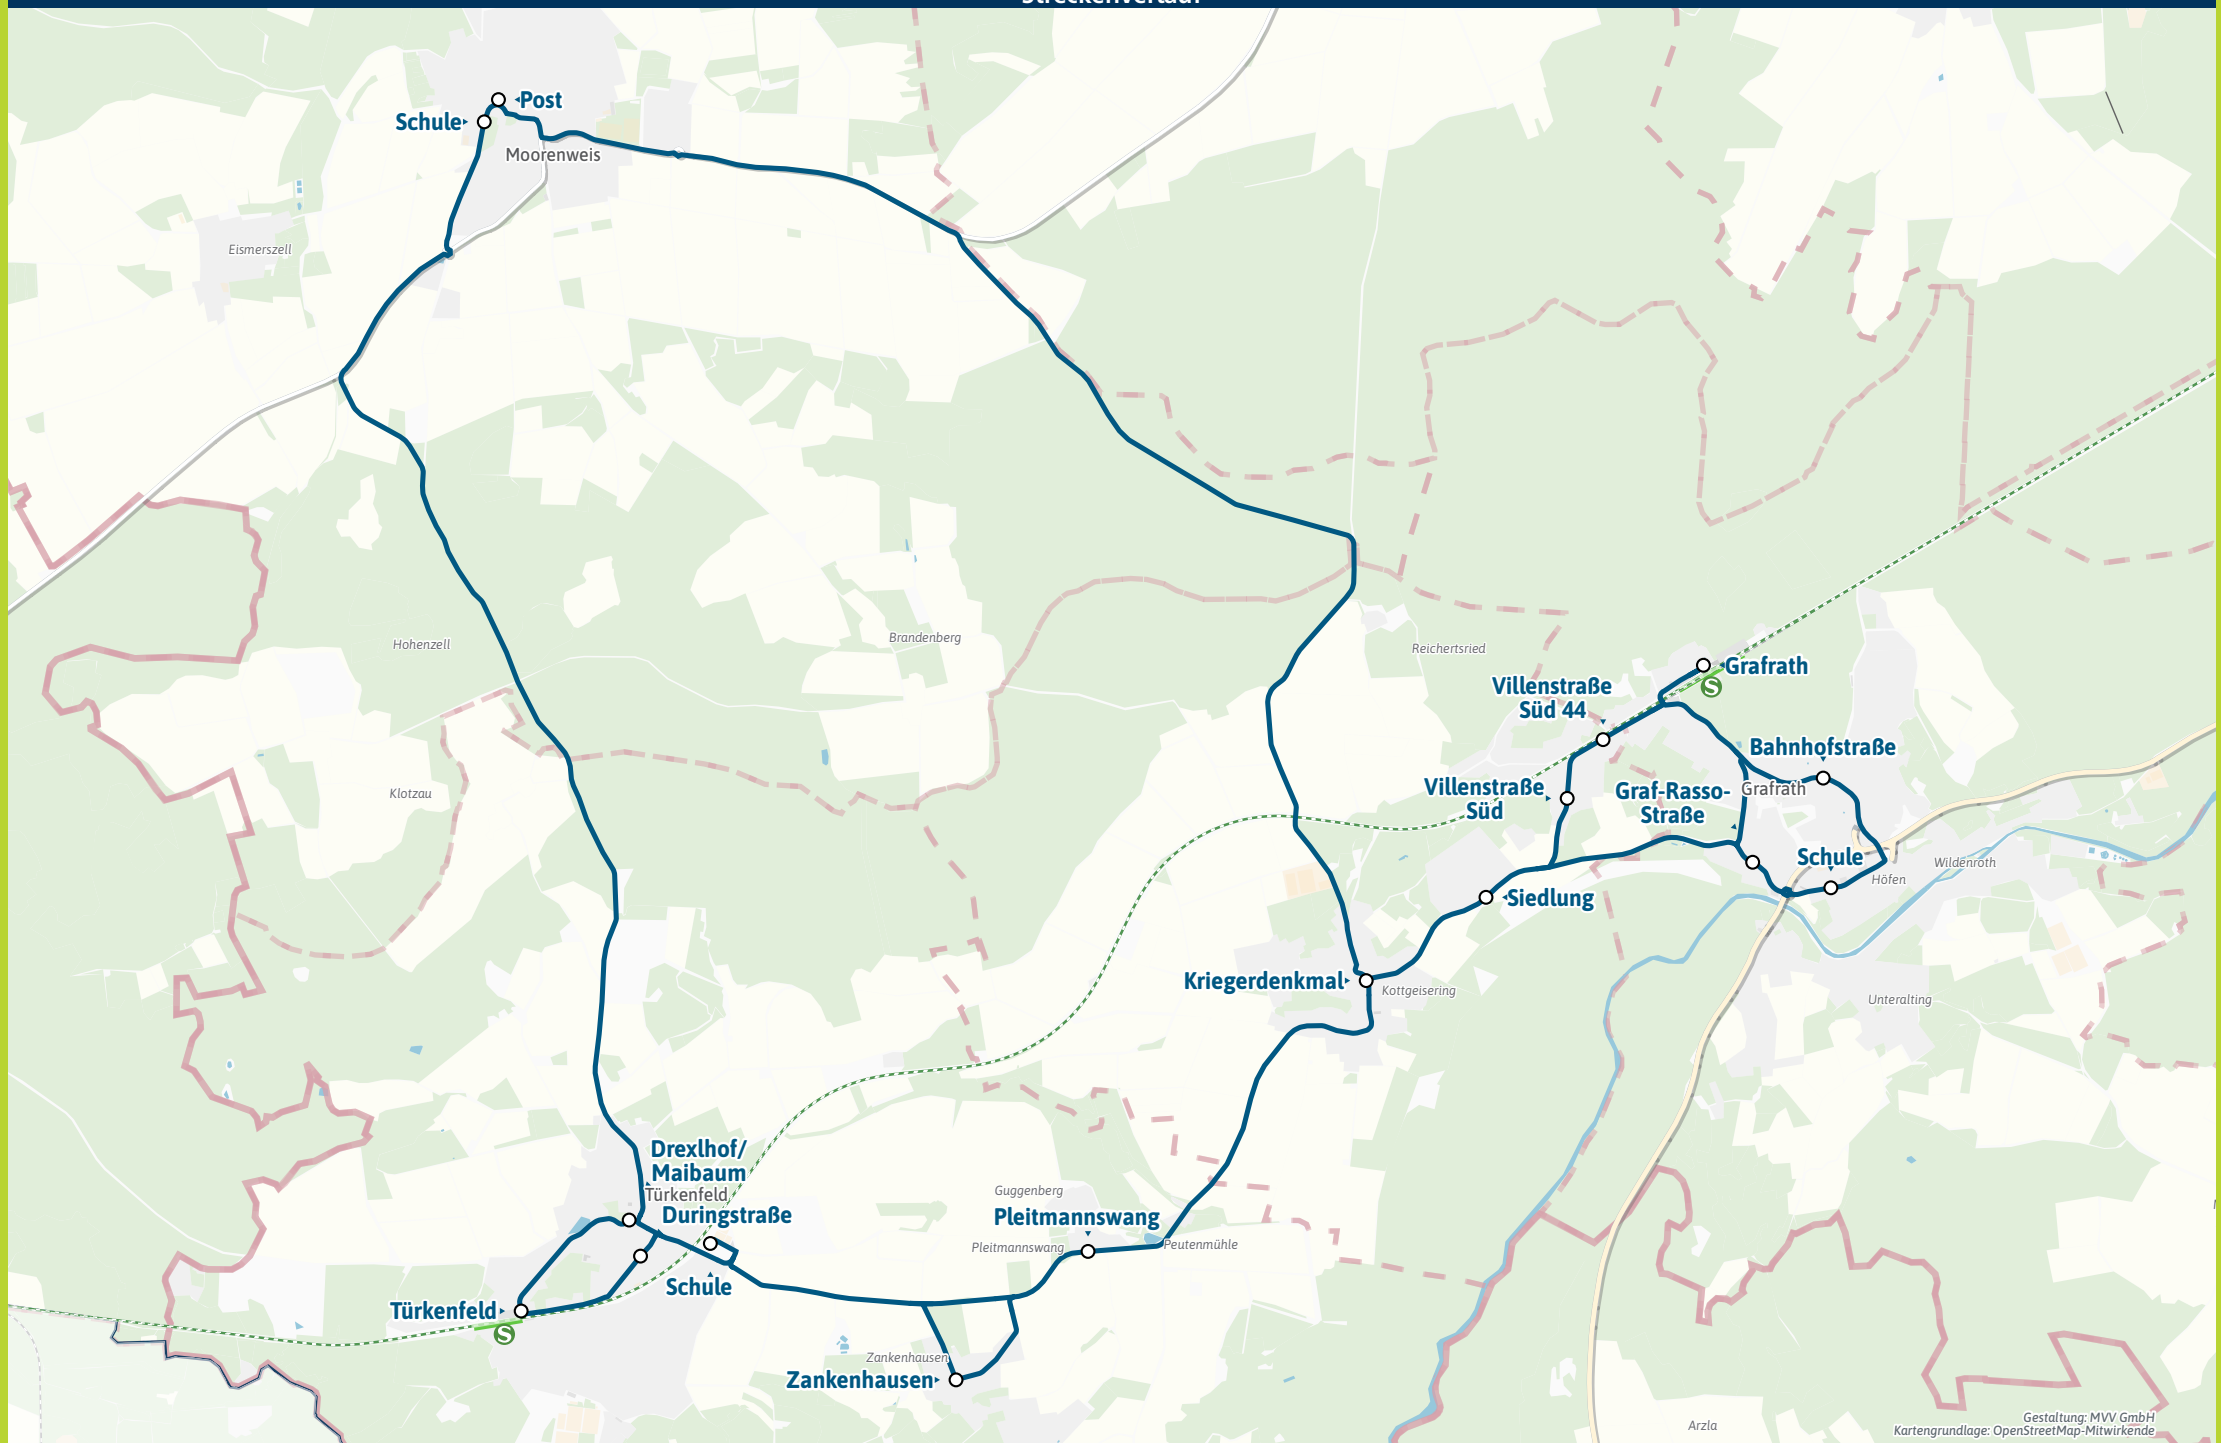 Streckenverlauf
Post
Schule
Moorenweis
Eismerszell
Hohenzell
Brandenberg
Reichertsried
Grafrath
S
Villenstraße
Süd 44
Bahnhofstraße
Villenstraße
Süd
Graf-Rasso-
Straße
Grafrath
Klotzau
Schule
Wildenroth
Höfen
Siedlung
Kriegerdenkmal
Kottgeisering
Unteralting
Drexlhof/
Maibaum
Türkenfeld
Duringstraße
Guggenberg
Pleitmannswang
Pleitmannswang
Peutenmühle
Schule
Türkenfeld
S
Zankenhausen
Zankenhausen
Arzla
Gestaltung: MVV GmbH
Kartengrundlage: OpenStreetMap-Mitwirkende